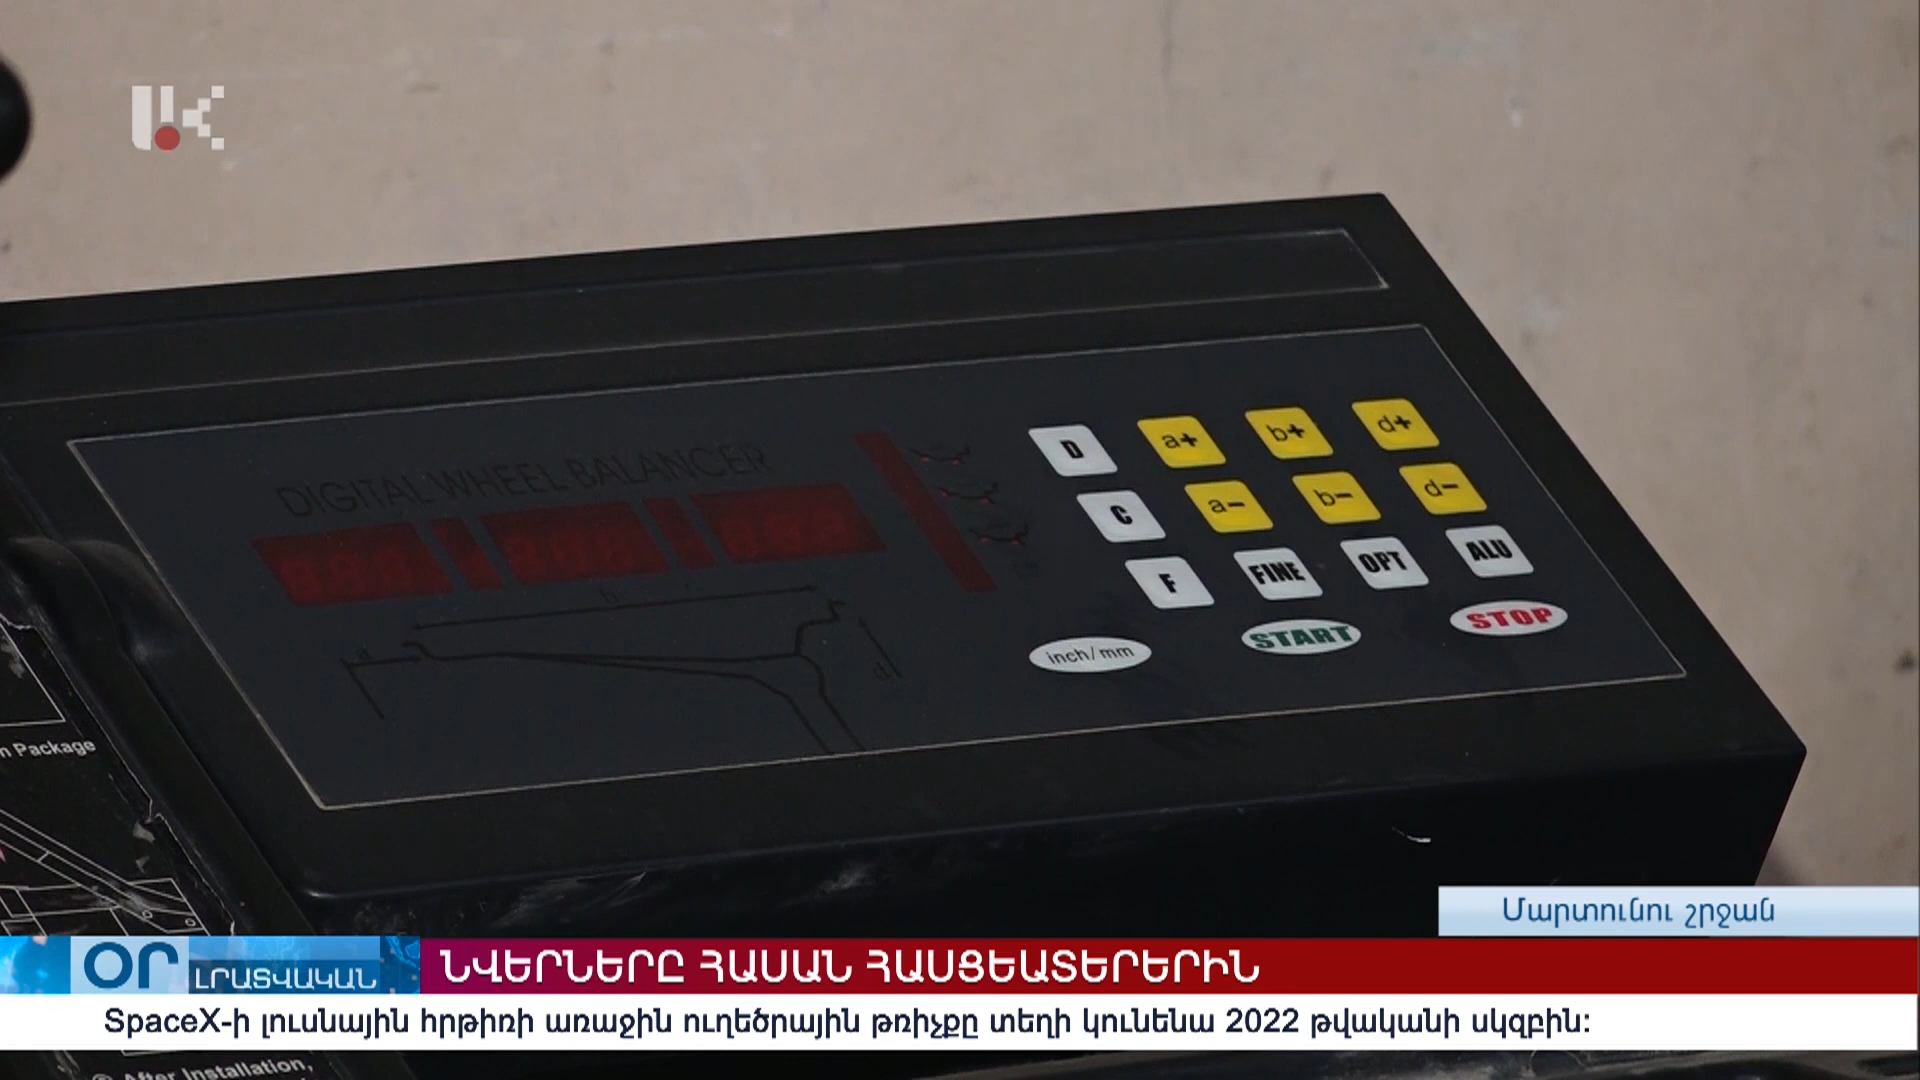 DIGITAL WHEEL BALANCER
D a+ b+ d+
C a- b- d-
F FINE OPT ALU
inch/mm START STOP
a
b
d
Package
Մարտունու շրջան
ՕՐ ԼՐԱՏՎԱԿԱՆ
ՆՎԵՐՆԵՐԸ ՀԱՍԱՆ ՀԱՍՑԵԱՏԵՐԵՐԻՆ
SpaceX-ի լուսնային հրթիռի առաջին ուղեծրային թռիչքը տեղի կունենա 2022 թվականի սկզբին:
After Installation,